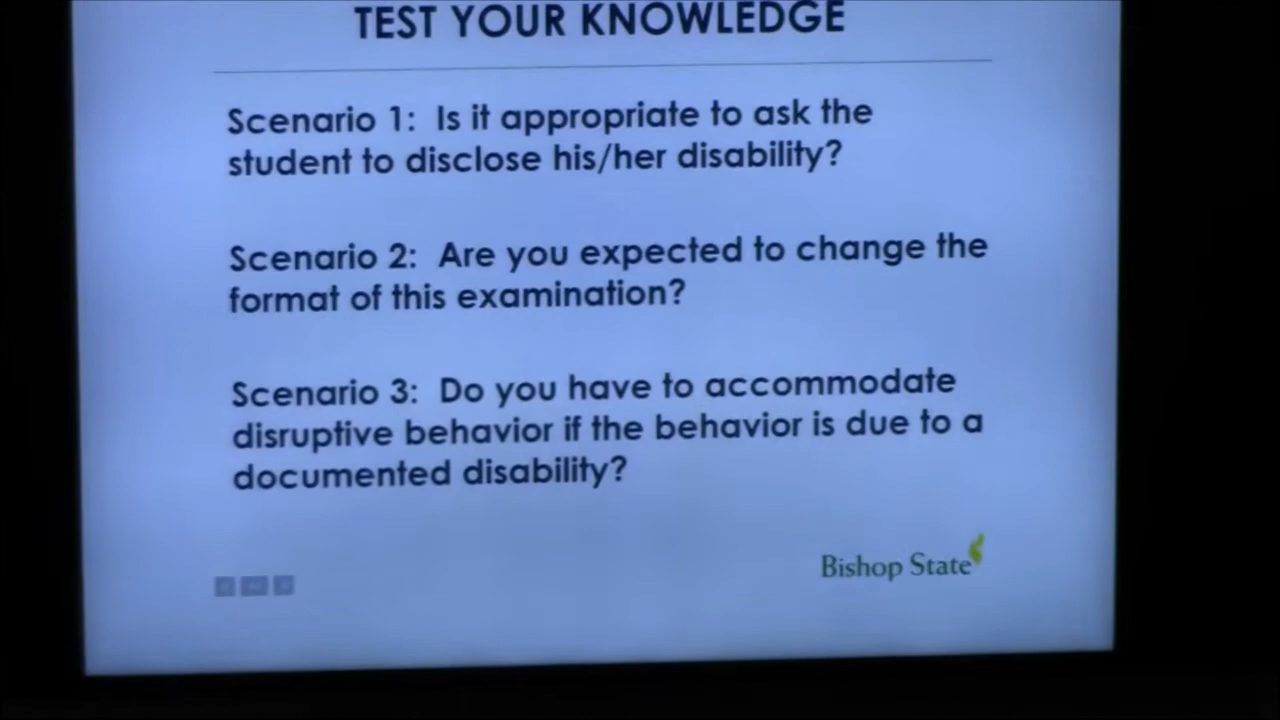 TEST YOUR KNOWLEDGE
Scenario 1: Is it appropriate to ask the
student to disclose his/her disability?
Scenario 2: Are you expected to change the
format of this examination?
Scenario 3: Do you have to accommodate
disruptive behavior if the behavior is due to a
documented disability?
Bishop State